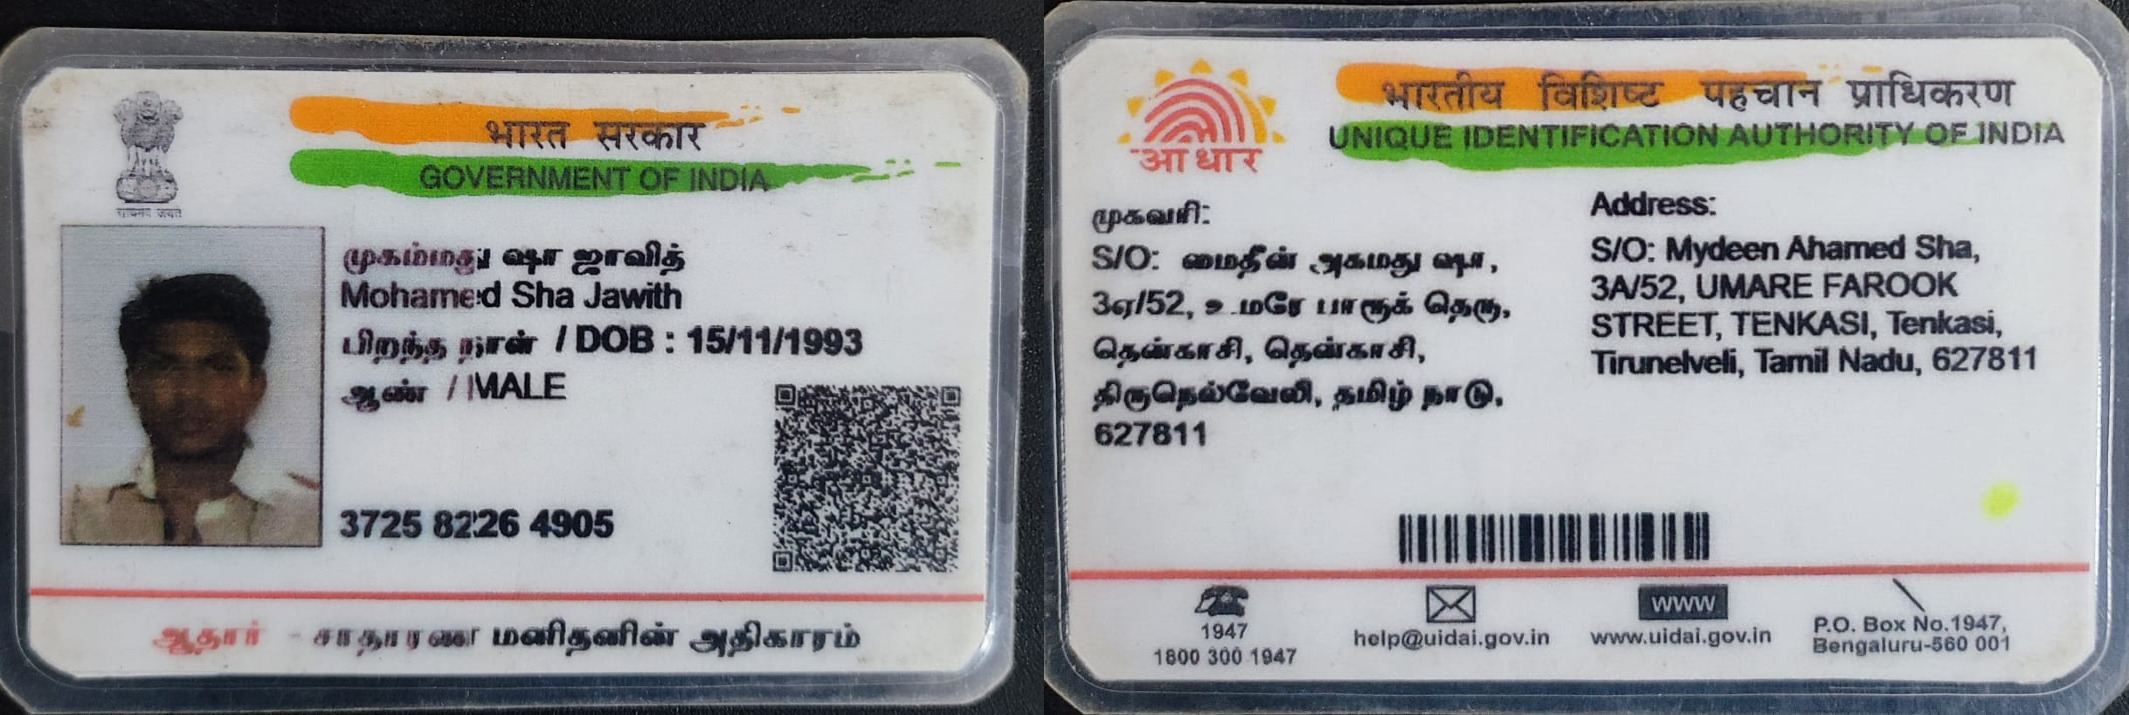 भारत सरकार
GOVERNMENT OF INDIA
सत्यमेव जयते
முகம்மது ஷா ஜாவித்
Mohamed Sha Jawith
பிறந்த நாள் / DOB : 15/11/1993
ஆண் / MALE
3725 8226 4905
ஆதார் - சாதாரண மனிதனின் அதிகாரம்
आधार
भारतीय विशिष्ट पहचान प्राधिकरण
UNIQUE IDENTIFICATION AUTHORITY OF INDIA
முகவரி:
S/O: மைதீன் அகமது ஷா,
3ஏ/52, உமரே பாரூக் தெரு,
தென்காசி, தென்காசி,
திருநெல்வேலி, தமிழ் நாடு,
627811
Address:
S/O: Mydeen Ahamed Sha,
3A/52, UMARE FAROOK
STREET, TENKASI, Tenkasi,
Tirunelveli, Tamil Nadu, 627811
1947
1800 300 1947
help@uidai.gov.in
www
www.uidai.gov.in
P.O. Box No.1947,
Bengaluru-560 001